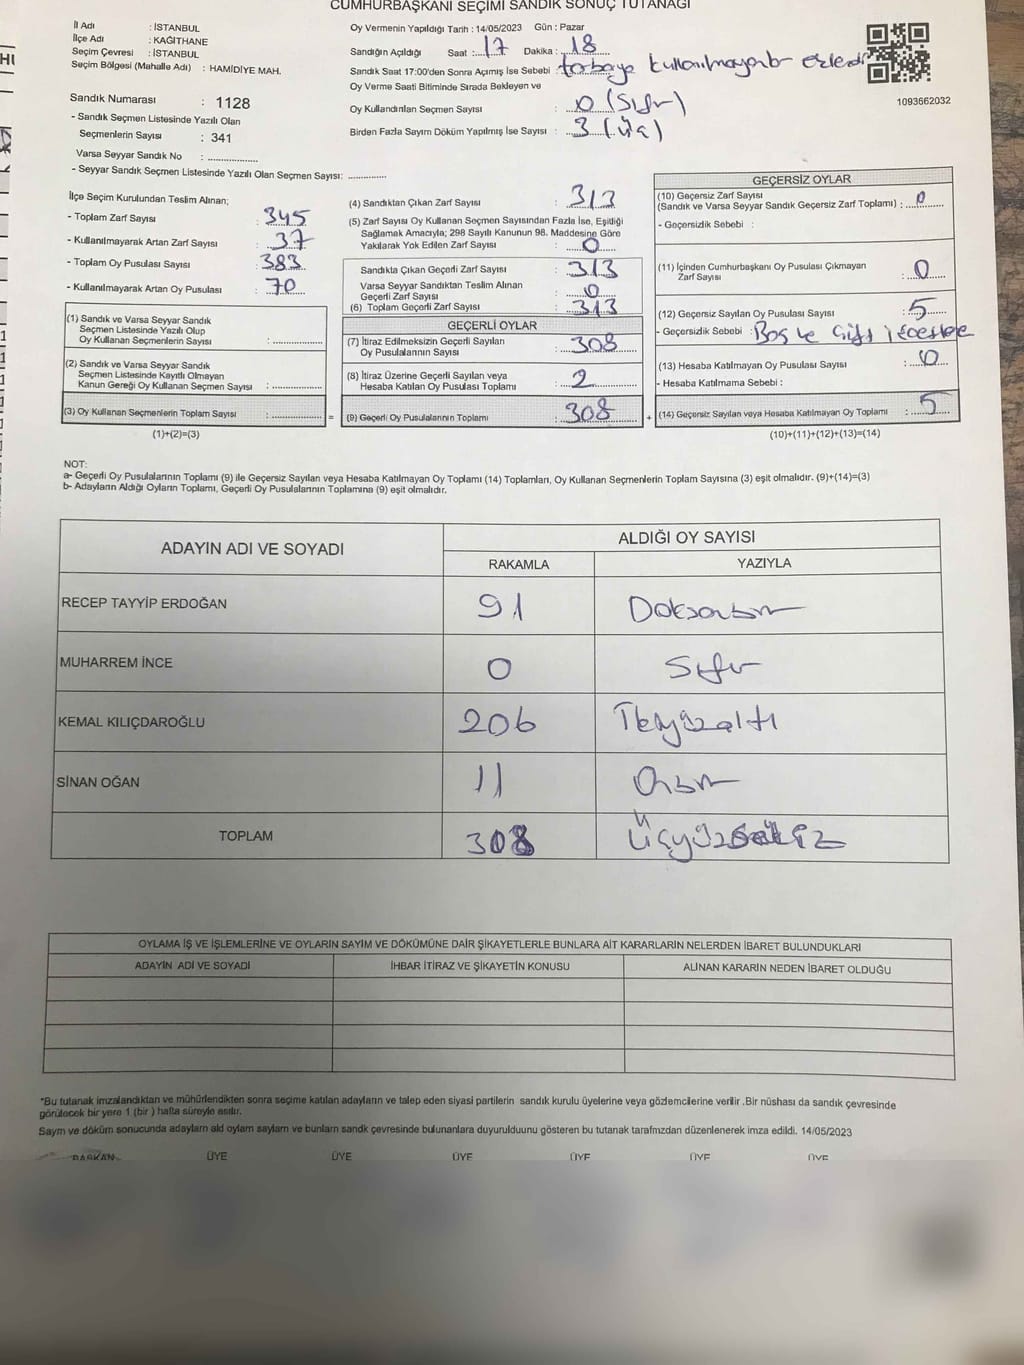 CUMHURBAŞKANI SEÇİMİ SANDIK SONUÇ TUTANAĞI
İl Adı : İSTANBUL
İlçe Adı : KAĞITHANE
Seçim Çevresi : İSTANBUL
Seçim Bölgesi (Mahalle Adı) : HAMİDİYE MAH.
Sandık Numarası : 1128
- Sandık Seçmen Listesinde Yazılı Olan
Seçmenlerin Sayısı : 341
Varsa Seyyar Sandık No : ....................
- Seyyar Sandık Seçmen Listesinde Yazılı Olan Seçmen Sayısı: ...............
Oy Vermenin Yapıldığı Tarih : 14/05/2023 Gün : Pazar
Sandığın Açıldığı Saat : 17 Dakika : 18
Sandık Saat 17:00'den Sonra Açımış İse Sebebi : torbaya kullanılmayanlar
Oy Verme Saati Bitiminde Sırada Bekleyen ve
Oy Kullandırılan Seçmen Sayısı : 0 (Sıfır)
Birden Fazla Sayım Döküm Yapılmış İse Sayısı : 3 (üç)
1093662032
İlçe Seçim Kurulundan Teslim Alınan;
- Toplam Zarf Sayısı : 345
- Kullanılmayarak Artan Zarf Sayısı : 37
- Toplam Oy Pusulası Sayısı : 383
- Kullanılmayarak Artan Oy Pusulası : 70
(1) Sandık ve Varsa Seyyar Sandık
Seçmen Listesinde Yazılı Olup
Oy Kullanan Seçmenlerin Sayısı : ...............
(2) Sandık ve Varsa Seyyar Sandık
Seçmen Listesinde Kayıtlı Olmayan
Kanun Gereği Oy Kullanan Seçmen Sayısı : ...............
(3) Oy Kullanan Seçmenlerin Toplam Sayısı : ............... =
(1)+(2)=(3)
(4) Sandıktan Çıkan Zarf Sayısı : 313
(5) Zarf Sayısı Oy Kullanan Seçmen Sayısından Fazla İse, Eşitliği
Sağlamak Amacıyla; 298 Sayılı Kanunun 98. Maddesine Göre
Yakılarak Yok Edilen Zarf Sayısı : 0
Sandıkta Çıkan Geçerli Zarf Sayısı : 313
Varsa Seyyar Sandıktan Teslim Alınan
Geçerli Zarf Sayısı : 0
(6) Toplam Geçerli Zarf Sayısı : 313
GEÇERLİ OYLAR
(7) İtiraz Edilmeksizin Geçerli Sayılan
Oy Pusulalarının Sayısı : 308
(8) İtiraz Üzerine Geçerli Sayılan veya
Hesaba Katılan Oy Pusulası Toplamı : 2
(9) Geçerli Oy Pusulalarının Toplamı : 308 +
GEÇERSİZ OYLAR
(10) Geçersiz Zarf Sayısı
(Sandık ve Varsa Seyyar Sandık Geçersiz Zarf Toplamı) : 0
- Geçersizlik Sebebi :
(11) İçinden Cumhurbaşkanı Oy Pusulası Çıkmayan
Zarf Sayısı : 0
(12) Geçersiz Sayılan Oy Pusulası Sayısı : 5
- Geçersizlik Sebebi : Boş ve Çift
(13) Hesaba Katılmayan Oy Pusulası Sayısı : 0
- Hesaba Katılmama Sebebi :
(14) Geçersiz Sayılan veya Hesaba Katılmayan Oy Toplamı : 5
(10)+(11)+(12)+(13)=(14)
NOT:
a- Geçerli Oy Pusulalarının Toplamı (9) ile Geçersiz Sayılan veya Hesaba Katılmayan Oy Toplamı (14) Toplamları, Oy Kullanan Seçmenlerin Toplam Sayısına (3) eşit olmalıdır. (9)+(14)=(3)
b- Adayların Aldığı Oyların Toplamı, Geçerli Oy Pusulalarının Toplamına (9) eşit olmalıdır.
ADAYIN ADI VE SOYADI ALDIĞI OY SAYISI
RAKAMLA YAZIYLA
RECEP TAYYİP ERDOĞAN 91 Doksanbir
MUHARREM İNCE 0 Sıfır
KEMAL KILIÇDAROĞLU 206 İkiyüzaltı
SİNAN OĞAN 11 Onbir
TOPLAM 308 Üçyüzsekiz
OYLAMA İŞ VE İŞLEMLERİNE VE OYLARIN SAYIM VE DÖKÜMÜNE DAİR ŞİKAYETLERLE BUNLARA AİT KARARLARIN NELERDEN İBARET BULUNDUKLARI
ADAYIN ADI VE SOYADI İHBAR İTİRAZ VE ŞİKAYETİN KONUSU ALINAN KARARIN NEDEN İBARET OLDUĞU
*Bu tutanak imzalandıktan ve mühürlendikten sonra seçime katılan adayların ve talep eden siyasi partilerin sandık kurulu üyelerine veya gözlemcilerine verilir .Bir nüshası da sandık çevresinde
görülecek bir yere 1 (bir ) hafta süreyle asılır.
Sayım ve döküm sonucunda adayların ald oyların sayıları ve bunların sandk çevresinde bulunanlara duyurulduunu gösteren bu tutanak tarafmzdan düzenlenerek imza edildi. 14/05/2023
BAŞKAN ÜYE ÜYE ÜYE ÜYE ÜYE ÜYE